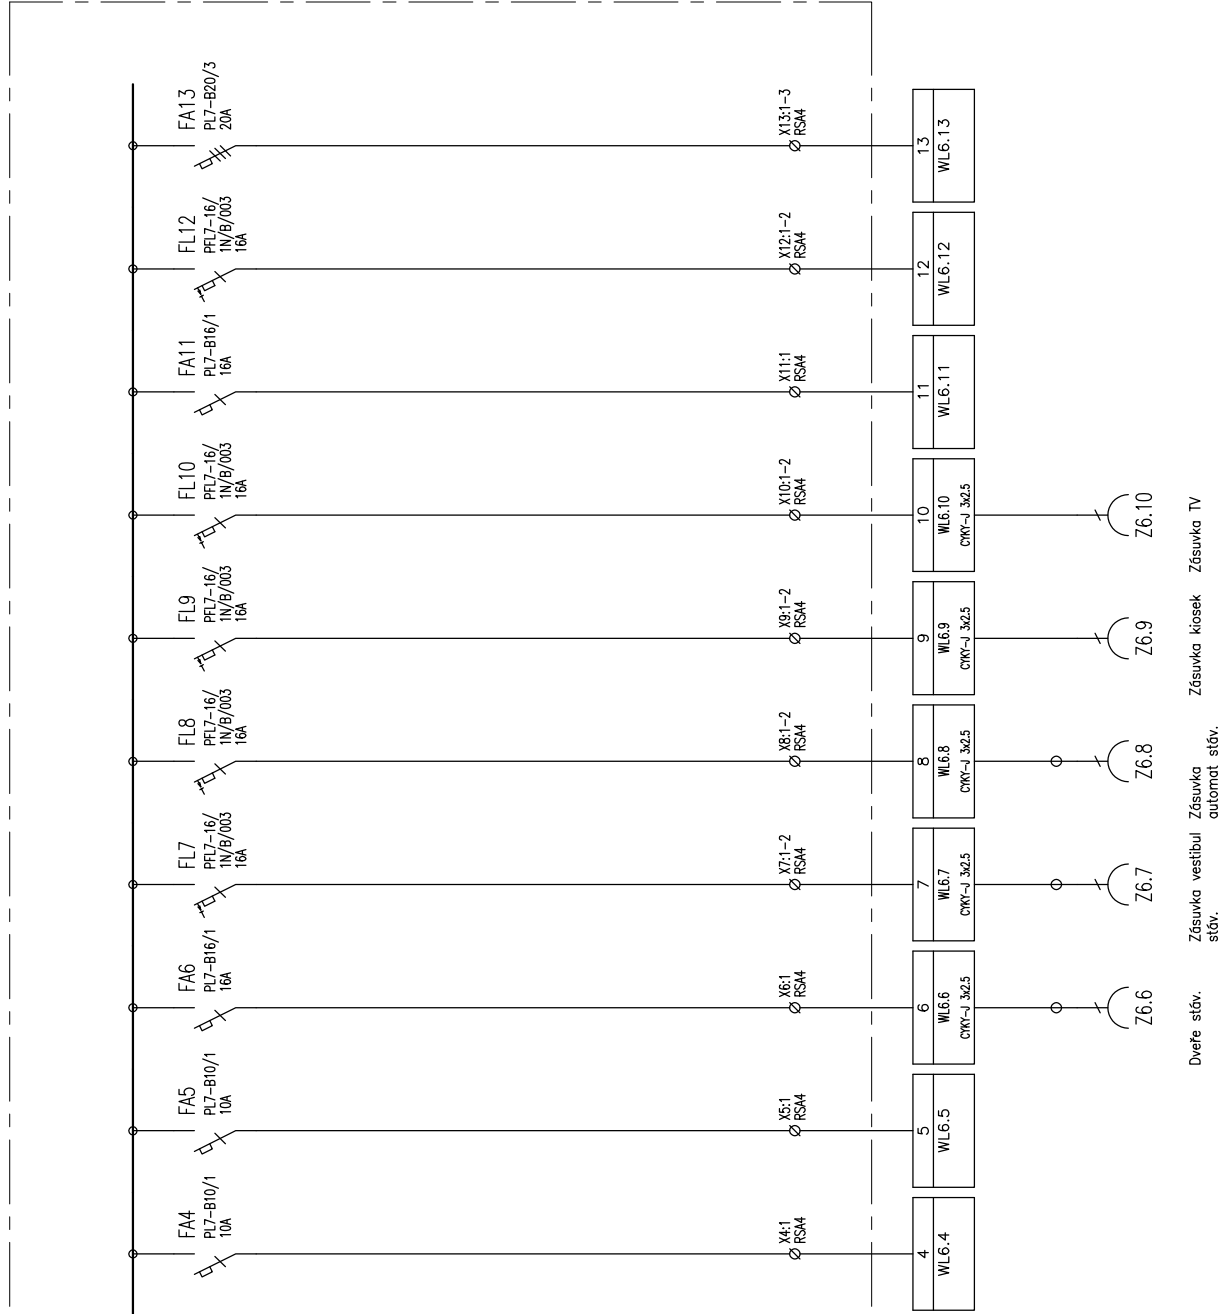 FA4
PL7-B10/1
10A
X4:1
RSA4
4
WL6.4
FA5
PL7-B10/1
10A
X5:1
RSA4
5
WL6.5
FA6
PL7-B16/1
16A
X6:1
RSA4
6
WL6.6
CYKY-J 3x2.5
Z6.6
Dveře stáv.
FL7
PFL7-16/
1N/B/003
16A
X7:1-2
RSA4
7
WL6.7
CYKY-J 3x2.5
Z6.7
Zásuvka vestibul
stáv.
FL8
PFL7-16/
1N/B/003
16A
X8:1-2
RSA4
8
WL6.8
CYKY-J 3x2.5
Z6.8
Zásuvka
automat stáv.
FL9
PFL7-16/
1N/B/003
16A
X9:1-2
RSA4
9
WL6.9
CYKY-J 3x2.5
Z6.9
Zásuvka kiosek
FL10
PFL7-16/
1N/B/003
16A
X10:1-2
RSA4
10
WL6.10
CYKY-J 3x2.5
Z6.10
Zásuvka TV
FA11
PL7-B16/1
16A
X11:1
RSA4
11
WL6.11
FL12
PFL7-16/
1N/B/003
16A
X12:1-2
RSA4
12
WL6.12
FA13
PL7-B20/3
20A
X13:1-3
RSA4
13
WL6.13